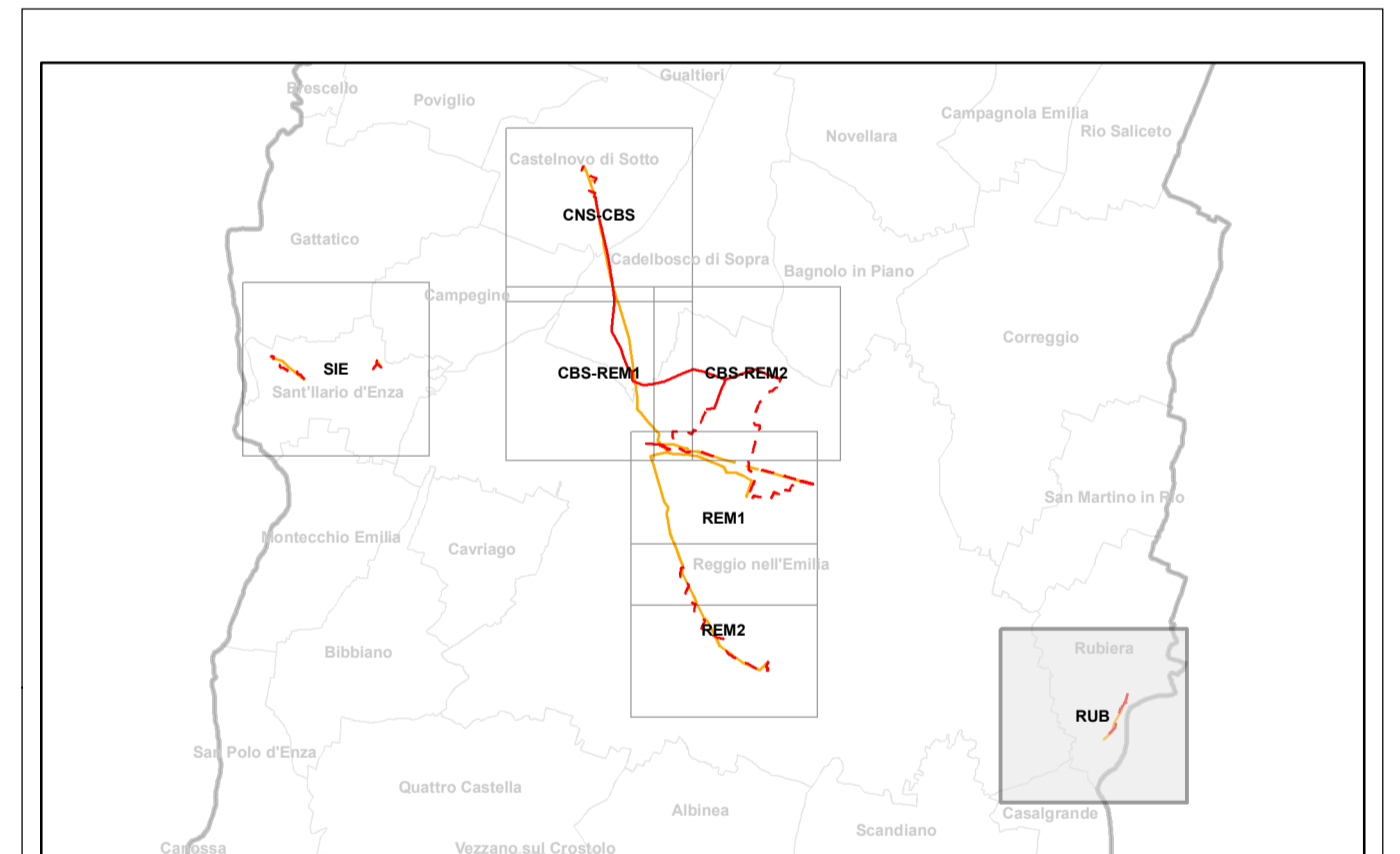 Gualtieri
Brescello
Poviglio
Campagnola Emilia
Rio Saliceto
Novellara
Castelnovo di Sotto
CNS-CBS
Gattatico
Cadelbosco di Sopra
Bagnolo in Piano
Campegine
Correggio
SIE
CBS-REM1
CBS-REM2
Sant'Ilario d'Enza
San Martino in Rio
REM1
Montecchio Emilia
Cavriago
Reggio nell'Emilia
REM2
Bibbiano
Rubiera
RUB
San Polo d'Enza
Quattro Castella
Albinea
Casalgrande
Scandiano
Canossa
Vezzano sul Crostolo